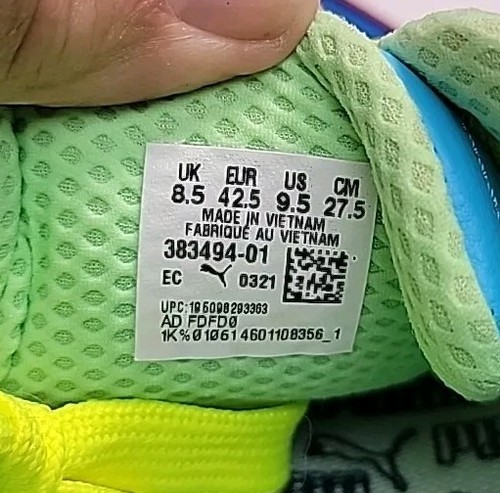 UK EUR US CM
8.5 42.5 9.5 27.5
MADE IN VIETNAM
FABRIQUÉ AU VIETNAM
383494-01
EC 0321
UPC:195098293363
AD FDFD0
1K%010614601108356_1